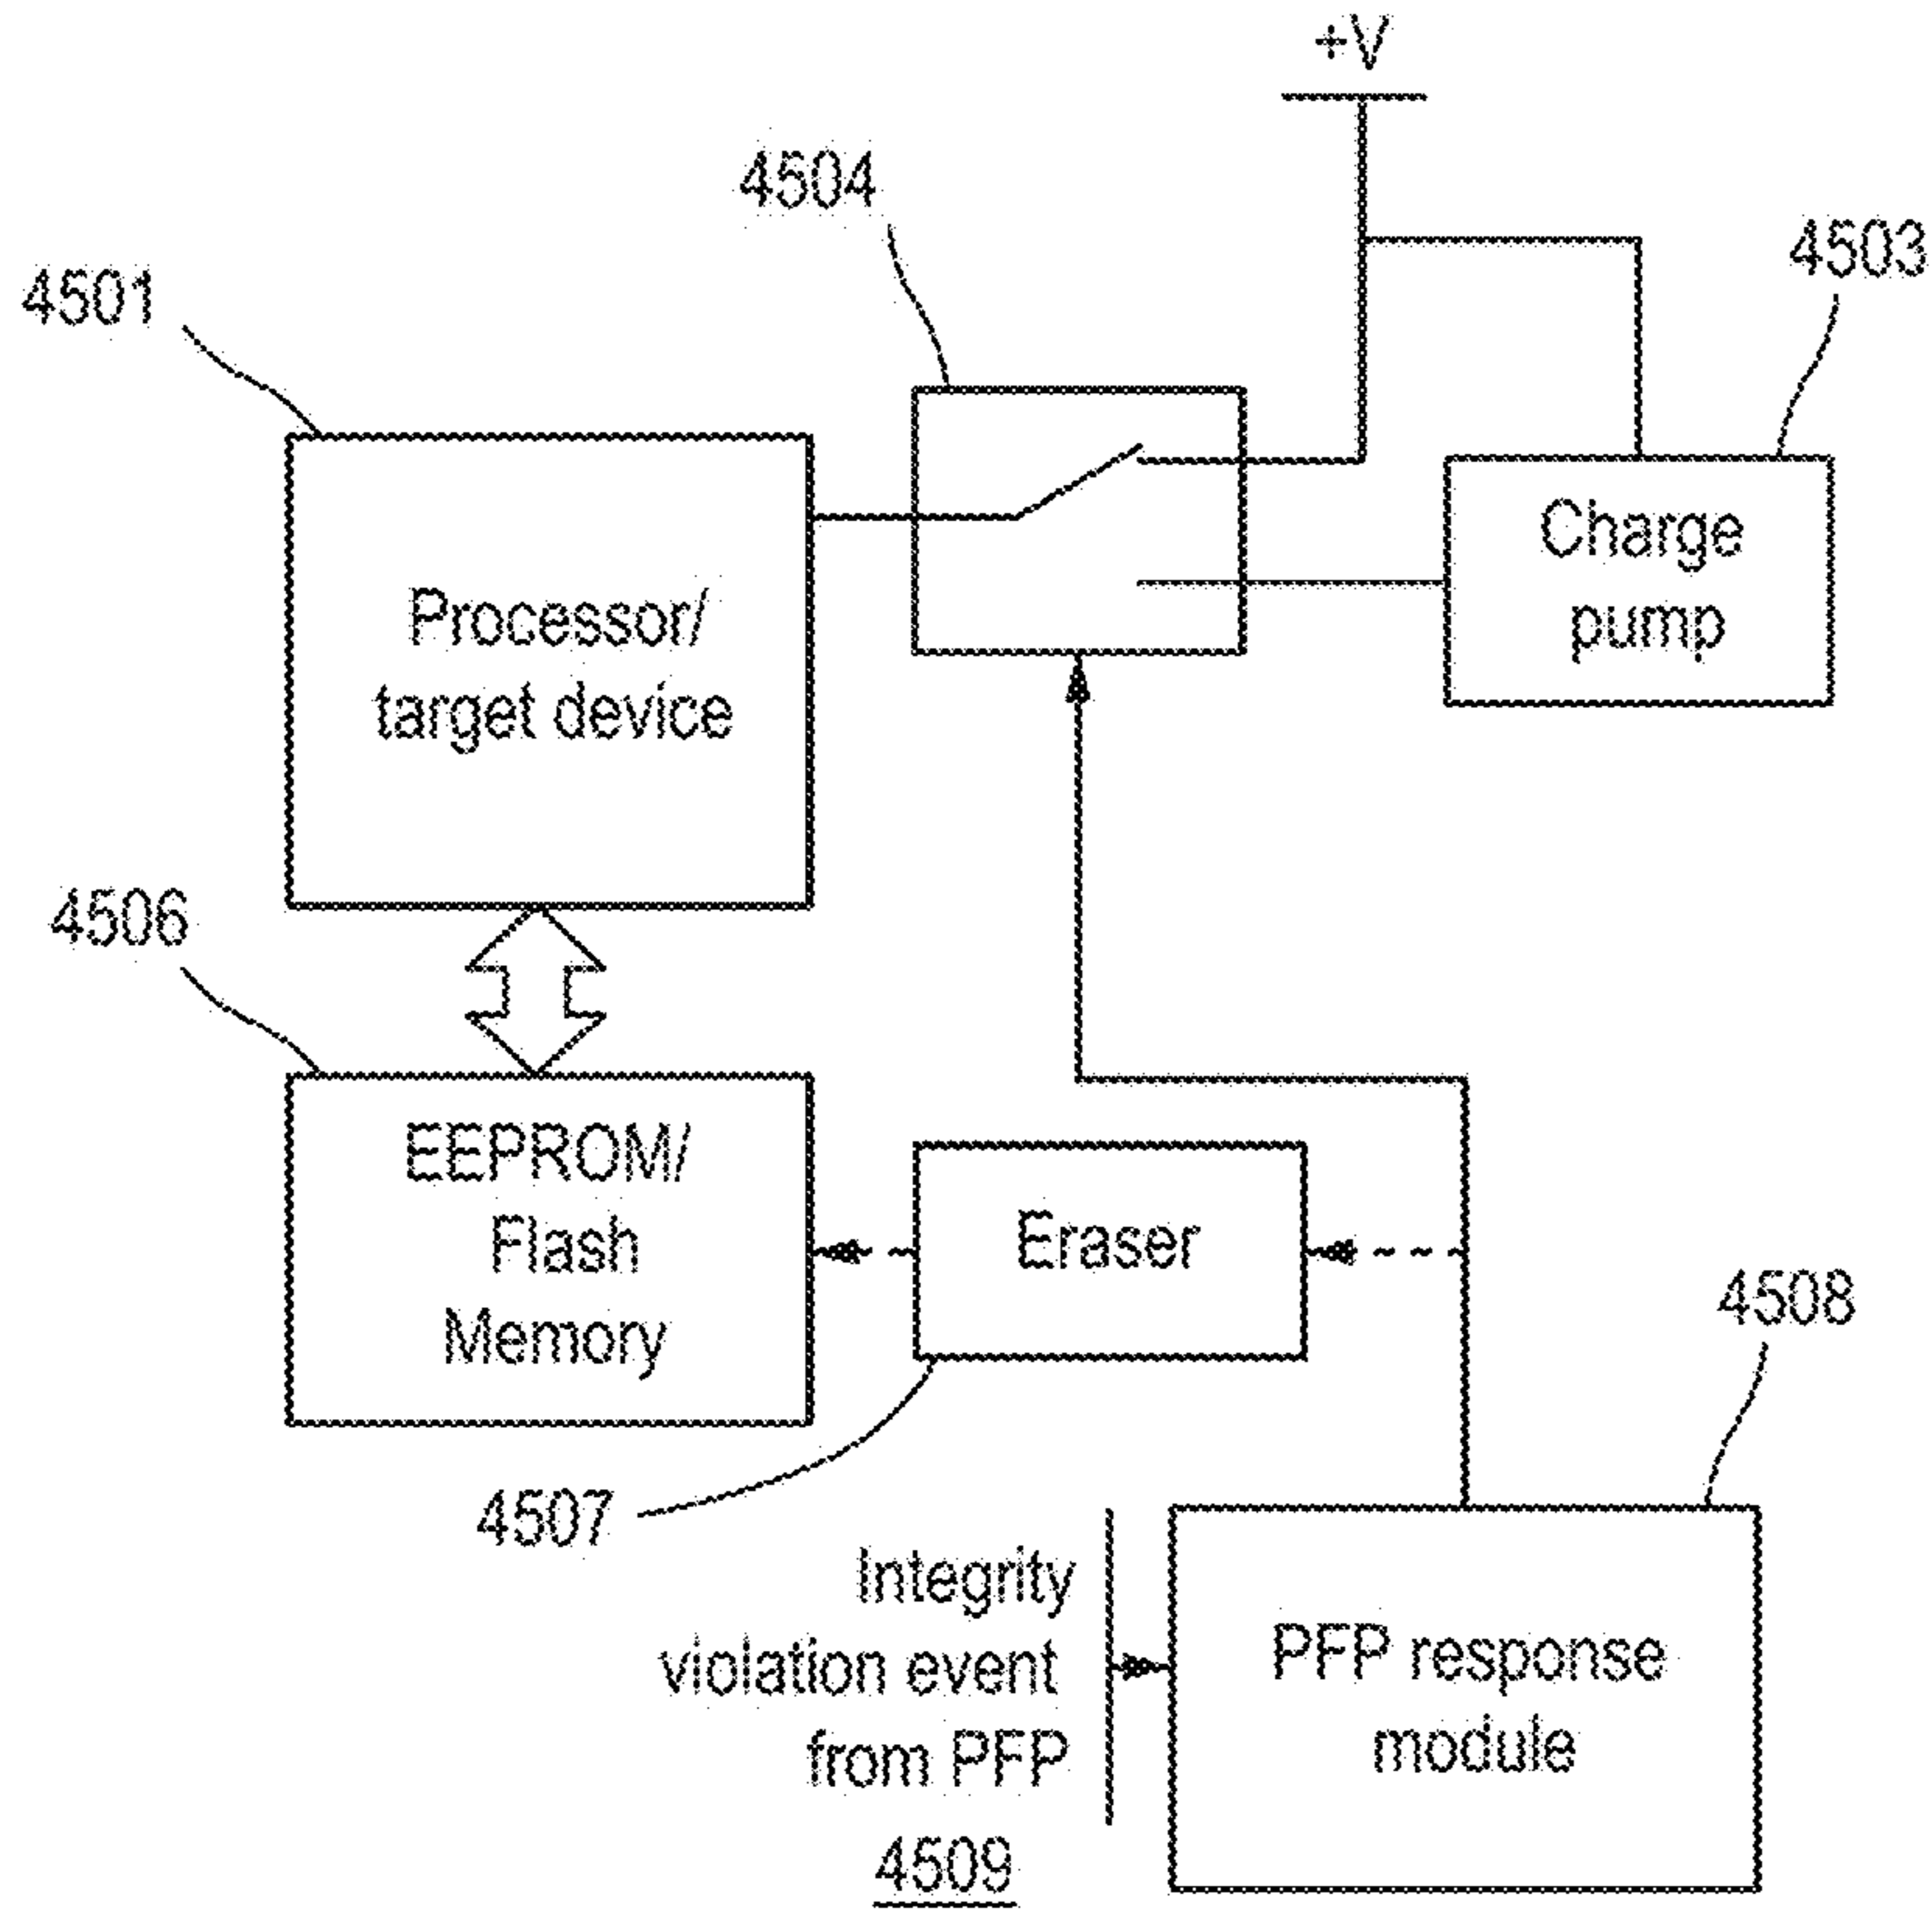 +V
4504
4503
4501
Charge
pump
Processor/
target device
4506
EEPROM/
Flash
Memory
Eraser
4508
4507
Integrity
violation event
from PFP
4509
PFP response
module